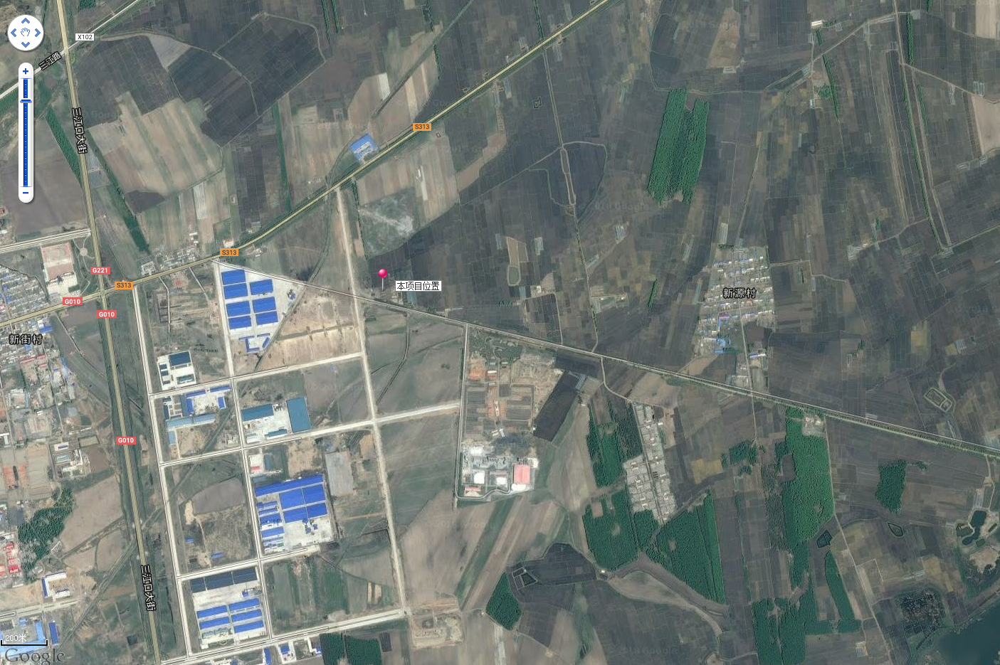 X102
三江路
三江口大街
S313
S313
G221
S313
G010
G010
本项目位置
新源村
新街村
G010
三江口大街
200米
Google